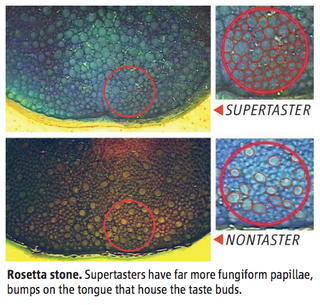 SUPERTASTER
NONTASTER
Rosetta stone. Supertasters have far more fungiform papillae,
bumps on the tongue that house the taste buds.